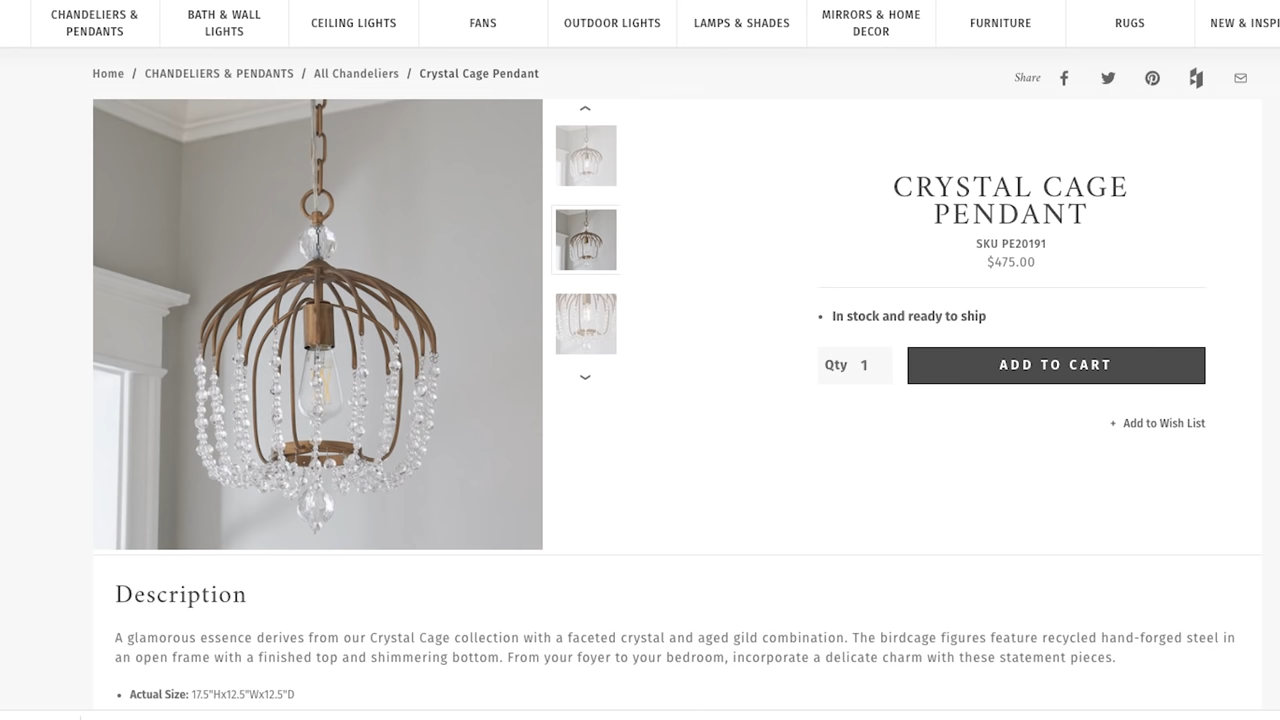 CHANDELIERS &
PENDANTS
BATH & WALL
LIGHTS
CEILING LIGHTS
FANS
OUTDOOR LIGHTS
LAMPS & SHADES
MIRRORS & HOME
DECOR
FURNITURE
RUGS
NEW & INSPI
Home / CHANDELIERS & PENDANTS / All Chandeliers / Crystal Cage Pendant
Share
CRYSTAL CAGE
PENDANT
SKU PE20191
$475.00
• In stock and ready to ship
Qty 1
ADD TO CART
+ Add to Wish List
Description
A glamorous essence derives from our Crystal Cage collection with a faceted crystal and aged gild combination. The birdcage figures feature recycled hand-forged steel in
an open frame with a finished top and shimmering bottom. From your foyer to your bedroom, incorporate a delicate charm with these statement pieces.
• Actual Size: 17.5"Hx12.5"Wx12.5"D